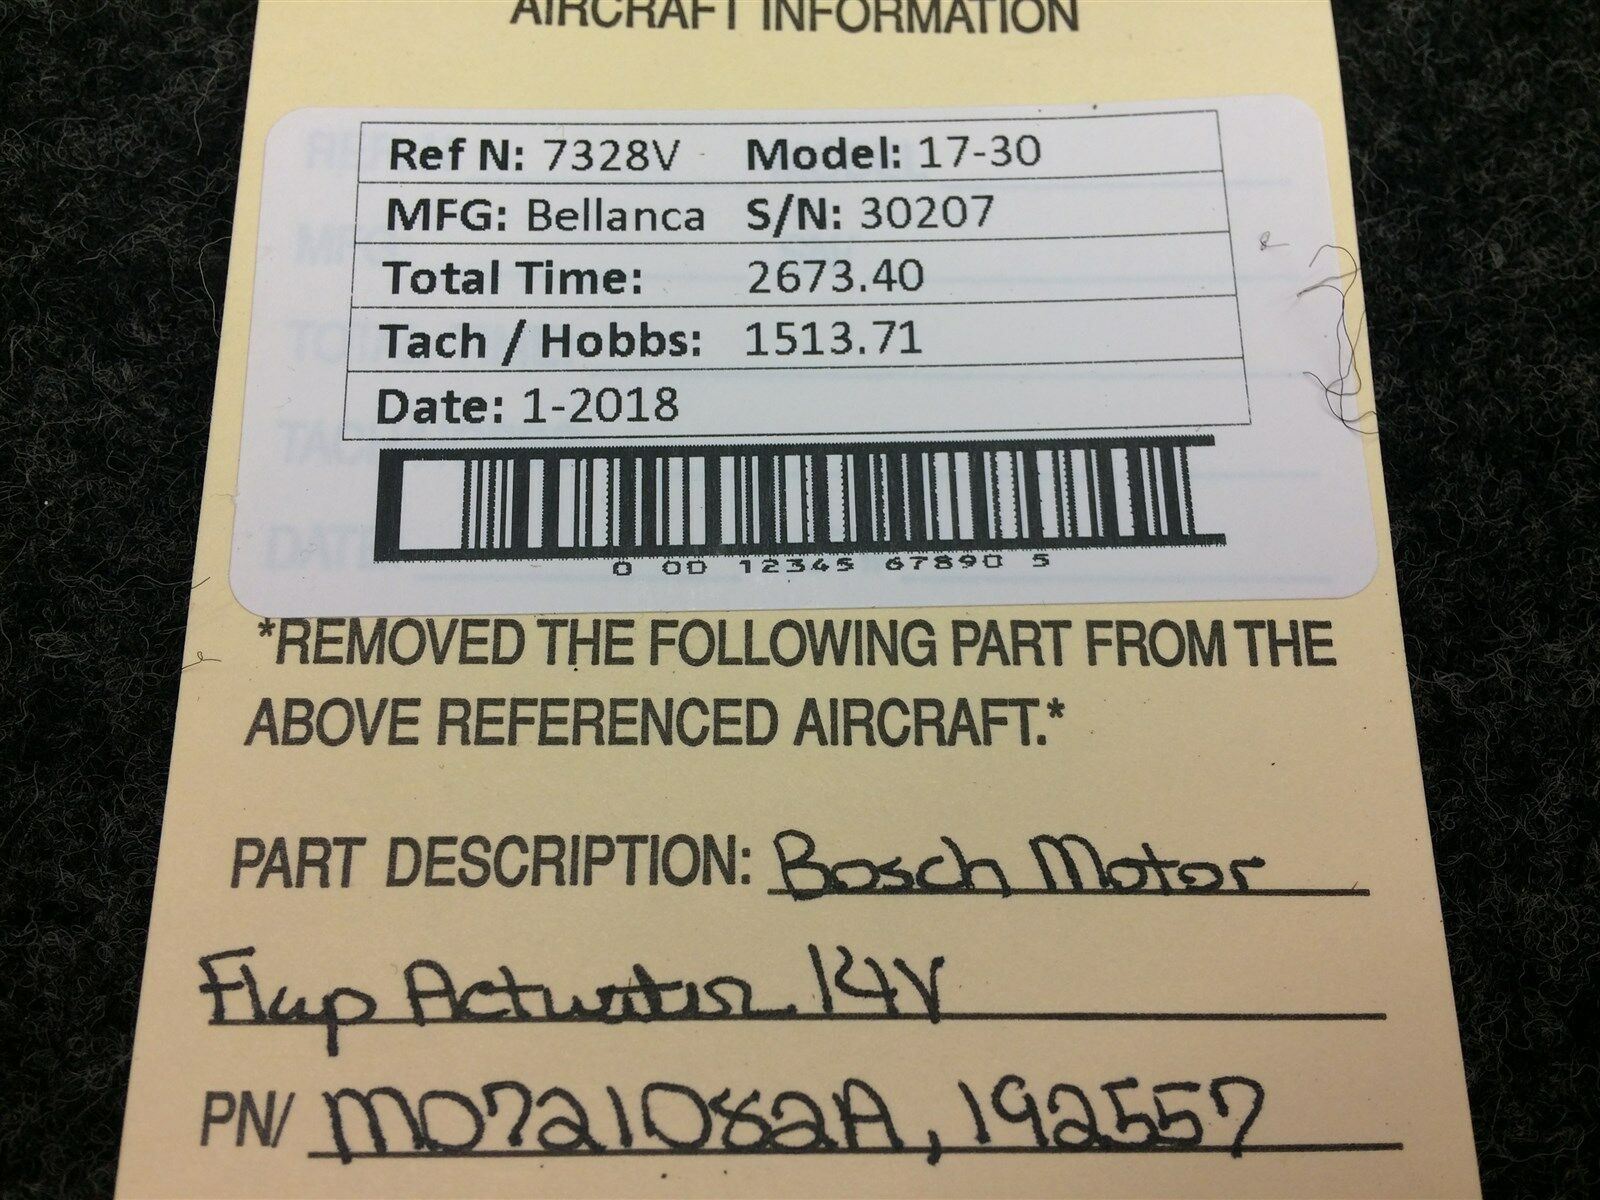 AIRCRAFT INFORMATION
Ref N: 7328V Model: 17-30
MFG: Bellanca S/N: 30207
Total Time: 2673.40
Tach / Hobbs: 1513.71
Date: 1-2018
0 00 12345 67890 5
*REMOVED THE FOLLOWING PART FROM THE
ABOVE REFERENCED AIRCRAFT.*
PART DESCRIPTION: Bosch Motor
Flap Actuator 14V
PN/ M0721082A, 192557